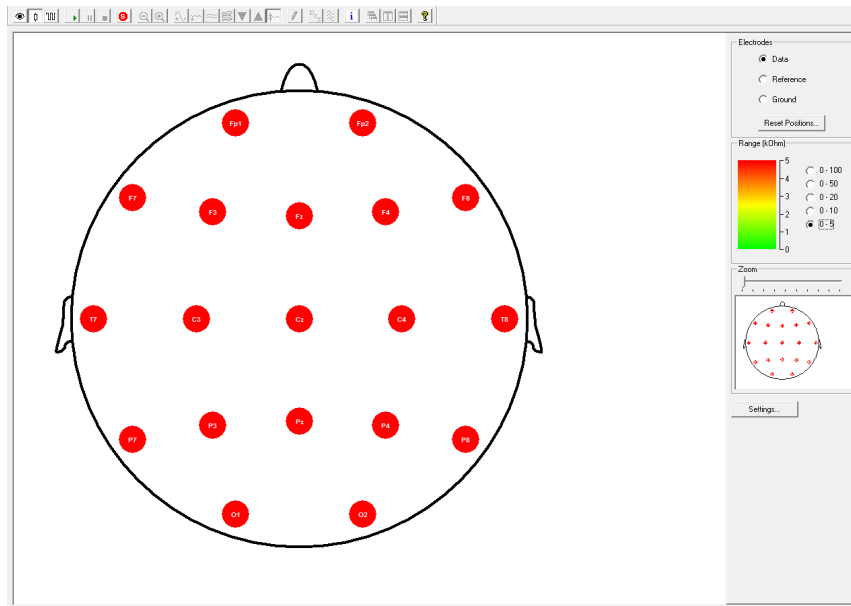 Electrodes
Data
Reference
Ground
Reset Positions...
Range (kOhm)
5
4
3
2
1
0
0 - 100
0 - 50
0 - 20
0 - 10
0 - 5
Zoom
Settings...
Fp1 Fp2
F7 F3 Fz F4 F8
T7 C3 Cz C4 T8
P7 P3 Pz P4 P8
O1 O2